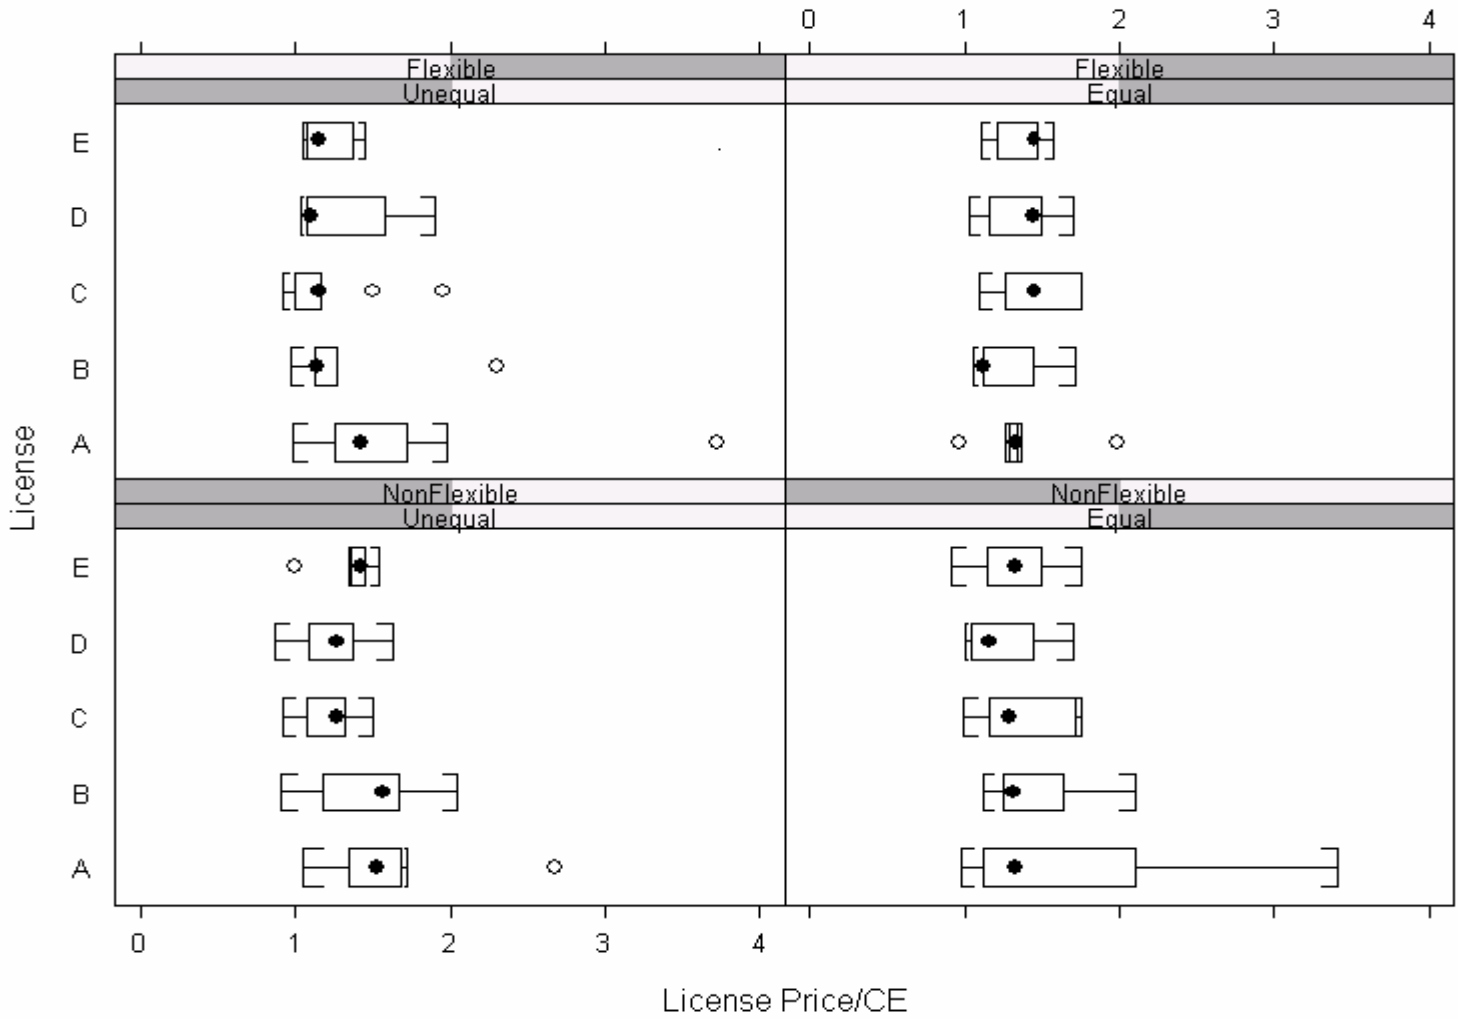 0 1 2 3 4
Flexible Flexible
Unequal Equal
E
D
C
B
A
License
NonFlexible NonFlexible
Unequal Equal
E
D
C
B
A
0 1 2 3 4
License Price/CE